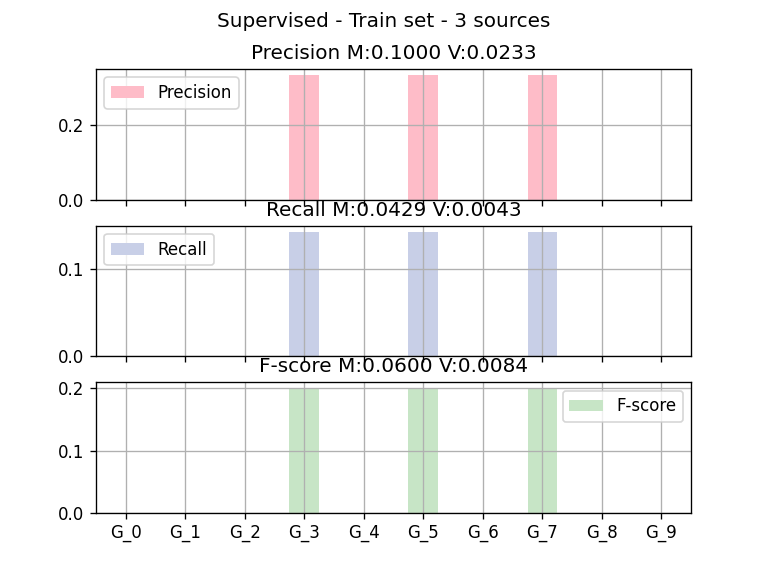 Supervised - Train set - 3 sources
Precision M:0.1000 V:0.0233
Precision
0.2
0.0
Recall M:0.0429 V:0.0043
Recall
0.1
0.0
F-score M:0.0600 V:0.0084
F-score
0.2
0.1
0.0
G_0 G_1 G_2 G_3 G_4 G_5 G_6 G_7 G_8 G_9